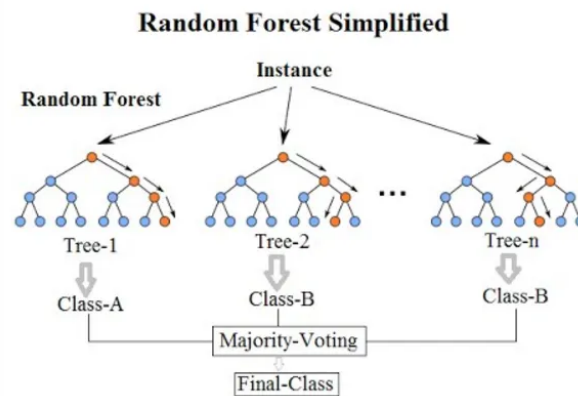 Random Forest Simplified
Instance
Random Forest
...
Tree-1 Tree-2 Tree-n
Class-A Class-B Class-B
Majority-Voting
Final-Class